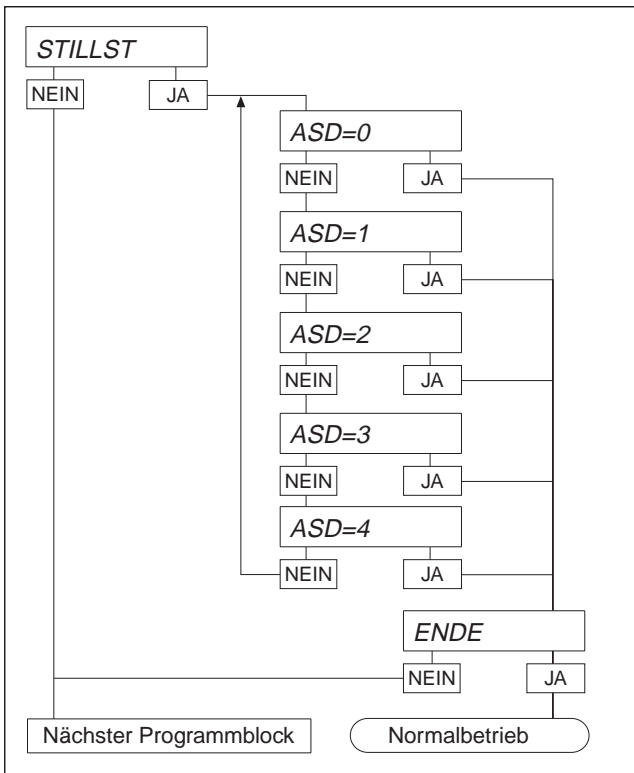 STILLST
NEIN JA
ASD=0
NEIN JA
ASD=1
NEIN JA
ASD=2
NEIN JA
ASD=3
NEIN JA
ASD=4
NEIN JA
ENDE
NEIN JA
Nächster Programmblock Normalbetrieb